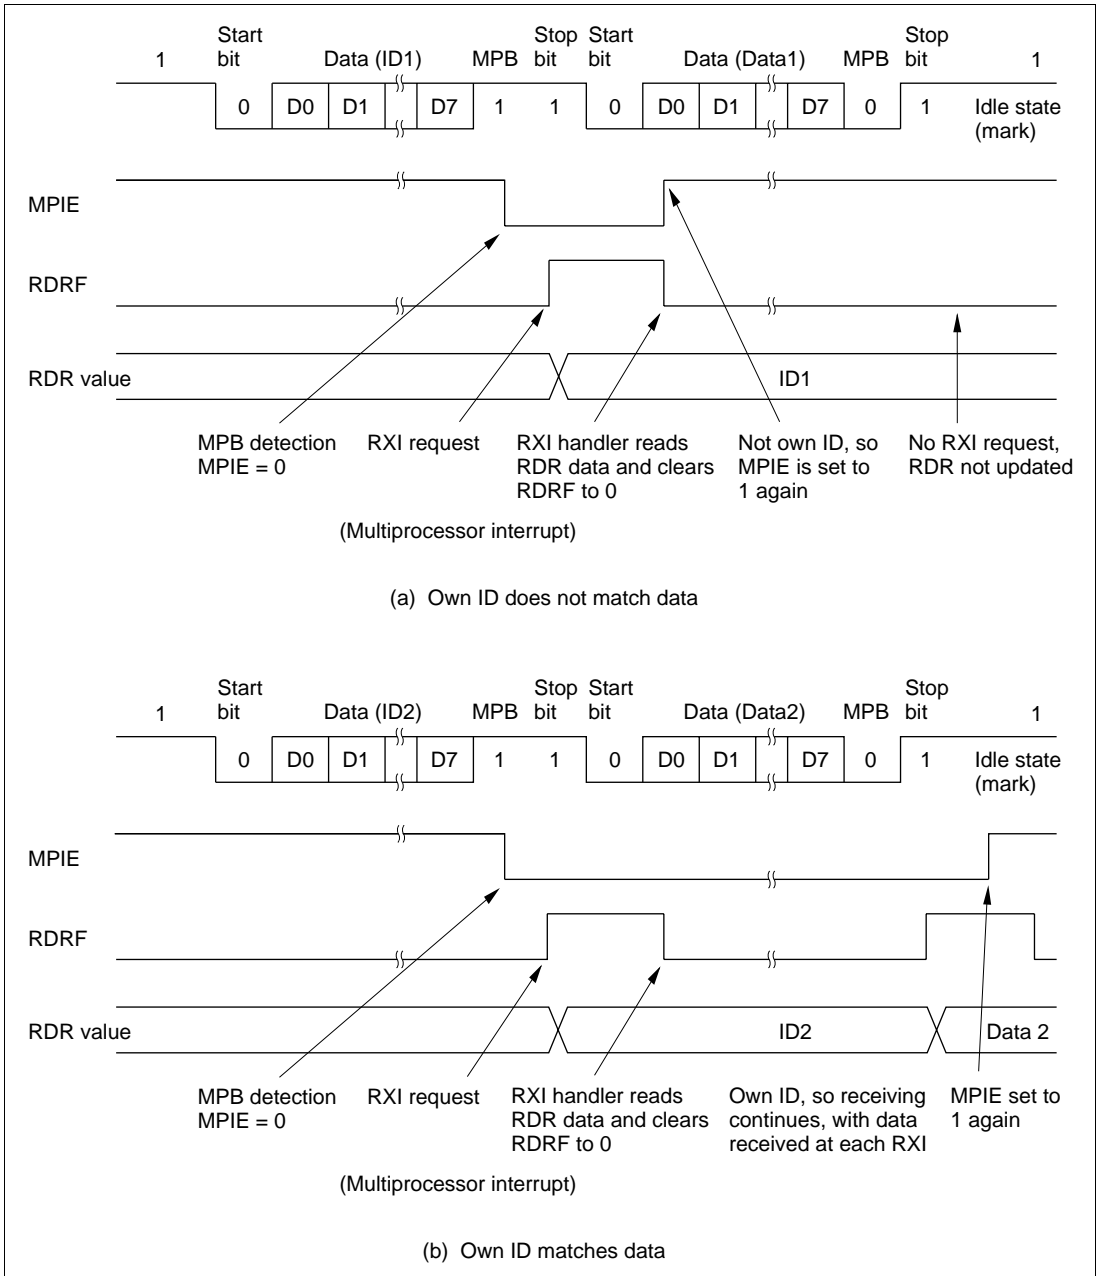 Start Stop Start Stop
1 bit Data (ID1) MPB bit bit Data (Data1) MPB bit 1
0 D0 D1 D7 1 1 0 D0 D1 D7 0 1 Idle state
(mark)
MPIE
RDRF
RDR value ID1
MPB detection
MPIE = 0
RXI request
RXI handler reads
RDR data and clears
RDRF to 0
Not own ID, so
MPIE is set to
1 again
No RXI request,
RDR not updated
(Multiprocessor interrupt)
(a) Own ID does not match data
Start Stop Start Stop
1 bit Data (ID2) MPB bit bit Data (Data2) MPB bit 1
0 D0 D1 D7 1 1 0 D0 D1 D7 0 1 Idle state
(mark)
MPIE
RDRF
RDR value ID2 Data 2
MPB detection
MPIE = 0
RXI request
RXI handler reads
RDR data and clears
RDRF to 0
Own ID, so receiving
continues, with data
received at each RXI
MPIE set to
1 again
(Multiprocessor interrupt)
(b) Own ID matches data